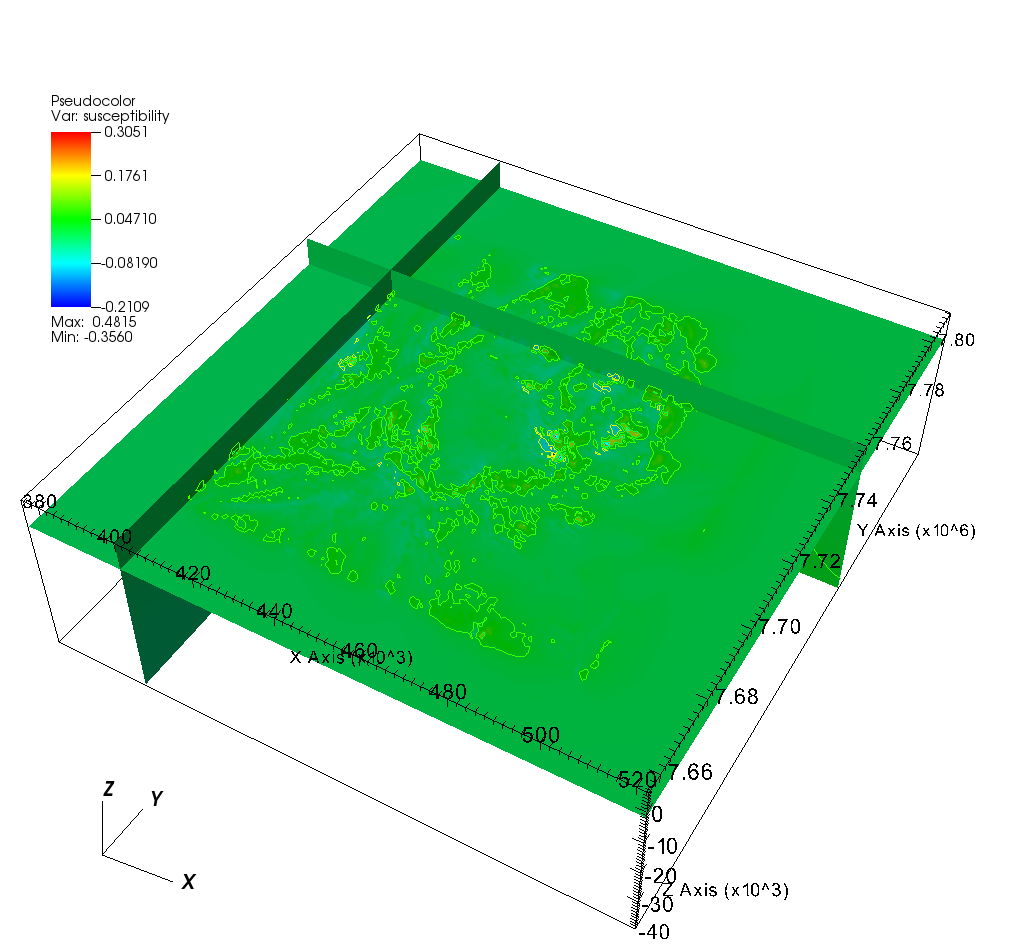 Pseudocolor
Var: susceptibility
0.3051
0.1761
0.04710
-0.08190
-0.2109
Max: 0.4815
Min: -0.3560
7.80
7.78
7.76
7.74
7.72
7.70
7.68
7.66
Y Axis (x10^6)
380
400
420
440
460
480
500
520
X Axis (x10^3)
0
-10
-20
-30
-40
Z Axis (x10^3)
Z
Y
X